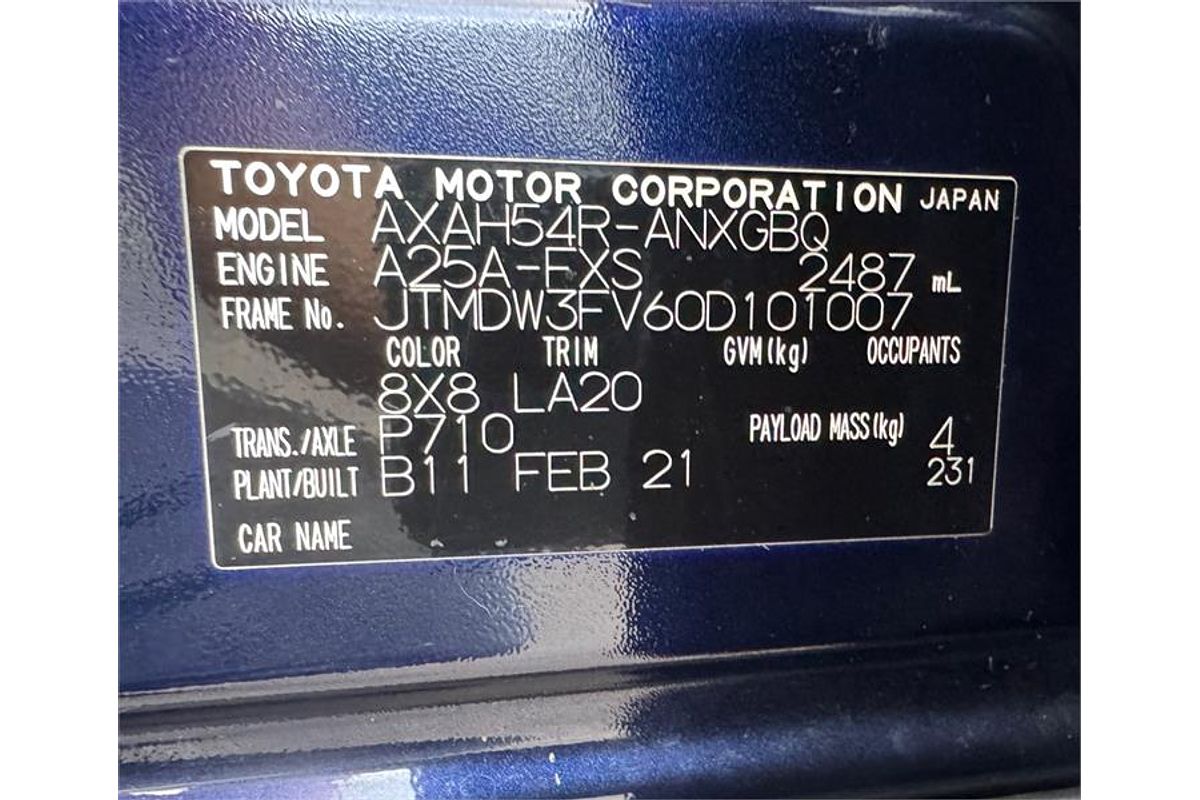 TOYOTA MOTOR CORPORATION JAPAN
MODEL AXAH54R-ANXGBQ
ENGINE A25A-FXS 2487 mL
FRAME No. JTMDW3FV60D101007
COLOR TRIM GVM(kg) OCCUPANTS
8X8 LA20
TRANS./AXLE P710 PAYLOAD MASS(kg) 4
PLANT/BUILT B11 FEB 21 231
CAR NAME